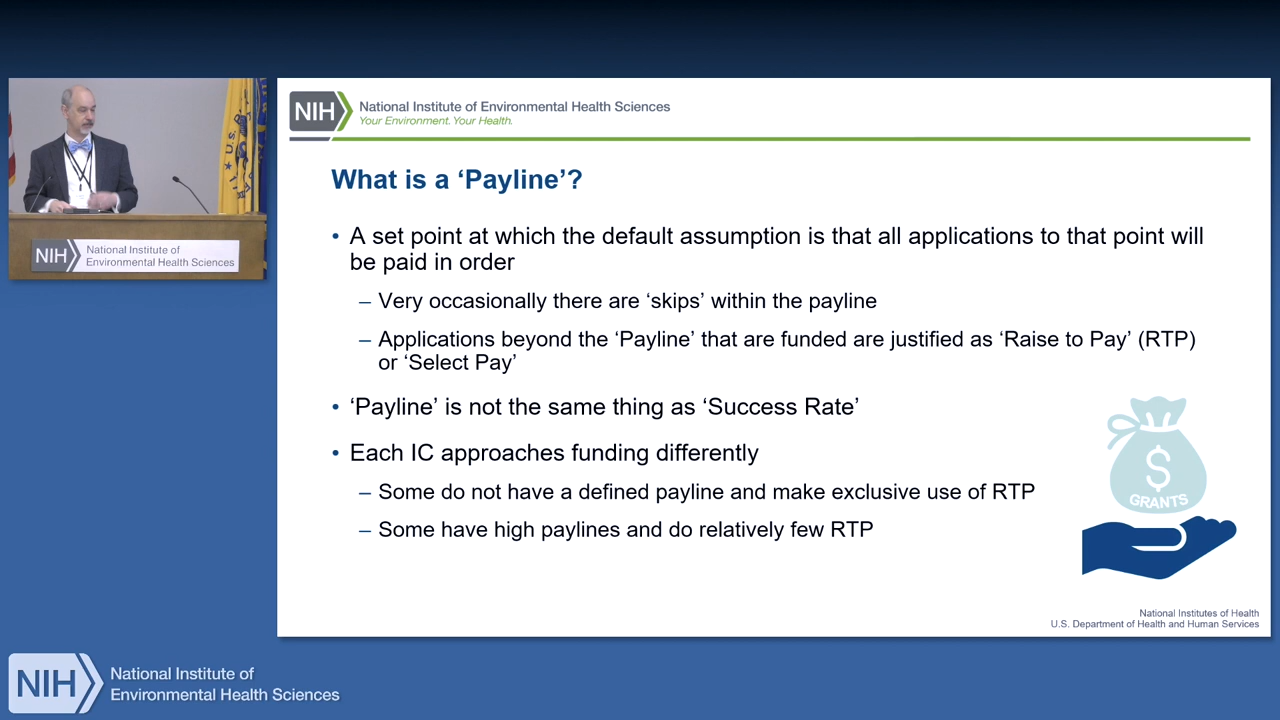 NIH
National Institute of Environmental Health Sciences
Your Environment. Your Health.
What is a ‘Payline’?
• A set point at which the default assumption is that all applications to that point will
be paid in order
– Very occasionally there are ‘skips’ within the payline
– Applications beyond the ‘Payline’ that are funded are justified as ‘Raise to Pay’ (RTP)
or ‘Select Pay’
• ‘Payline’ is not the same thing as ‘Success Rate’
• Each IC approaches funding differently
– Some do not have a defined payline and make exclusive use of RTP
– Some have high paylines and do relatively few RTP
$
GRANTS
National Institutes of Health
U.S. Department of Health and Human Services
U.S.
NIH
National Institute of
Environmental Health Sciences
NIH
National Institute of
Environmental Health Sciences